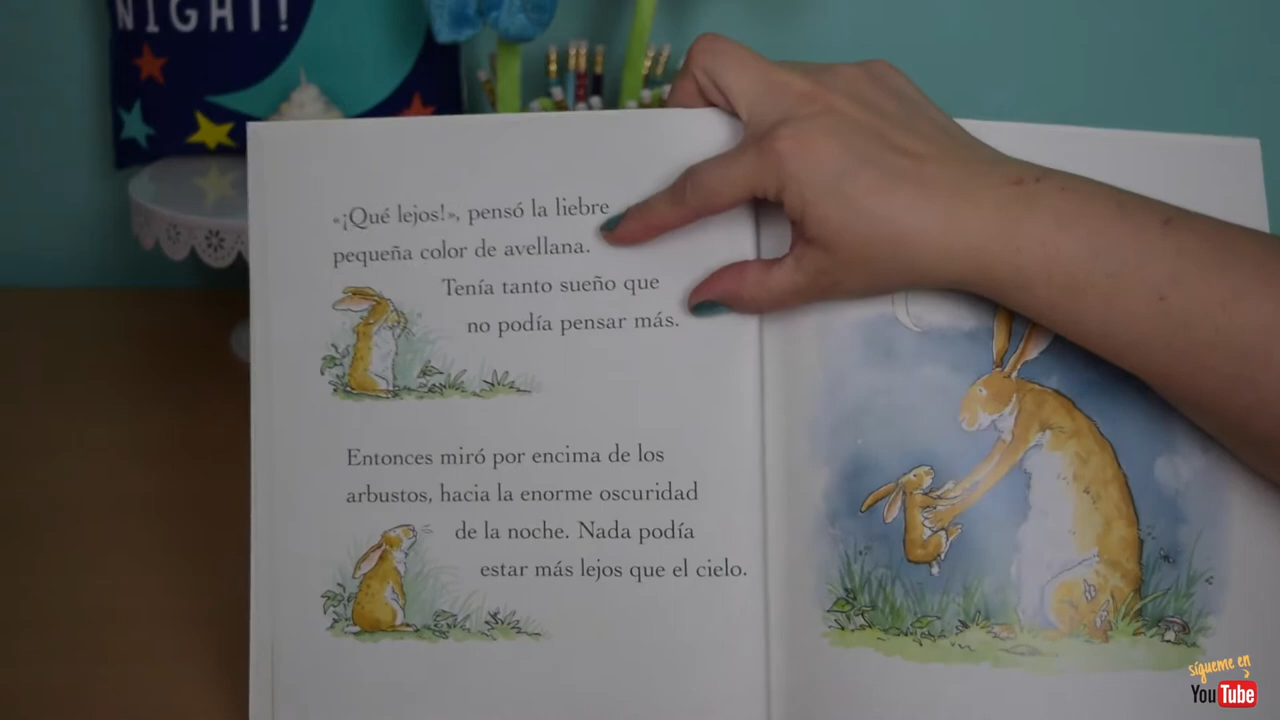 NIGHT!
«¡Qué lejos!», pensó la liebre
pequeña color de avellana.
Tenía tanto sueño que
no podía pensar más.
Entonces miró por encima de los
arbustos, hacia la enorme oscuridad
de la noche. Nada podía
estar más lejos que el cielo.
sígueme en
YouTube